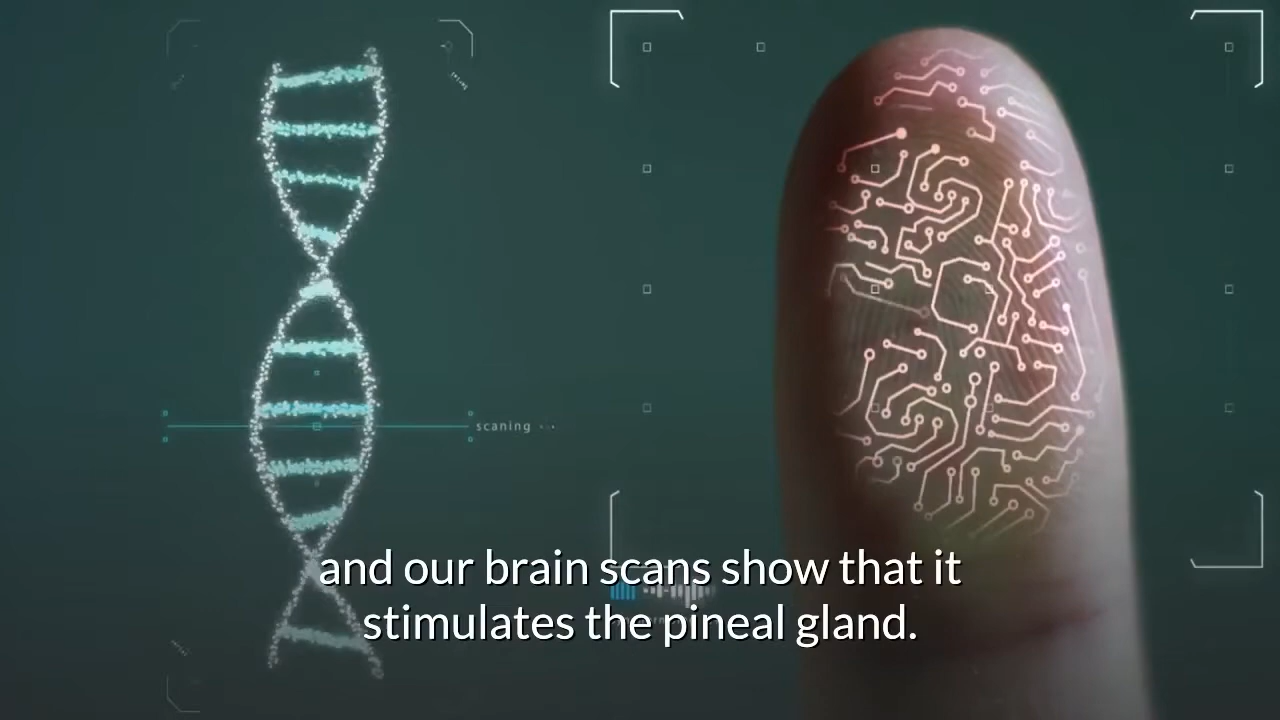 scaning
and our brain scans show that it
stimulates the pineal gland.